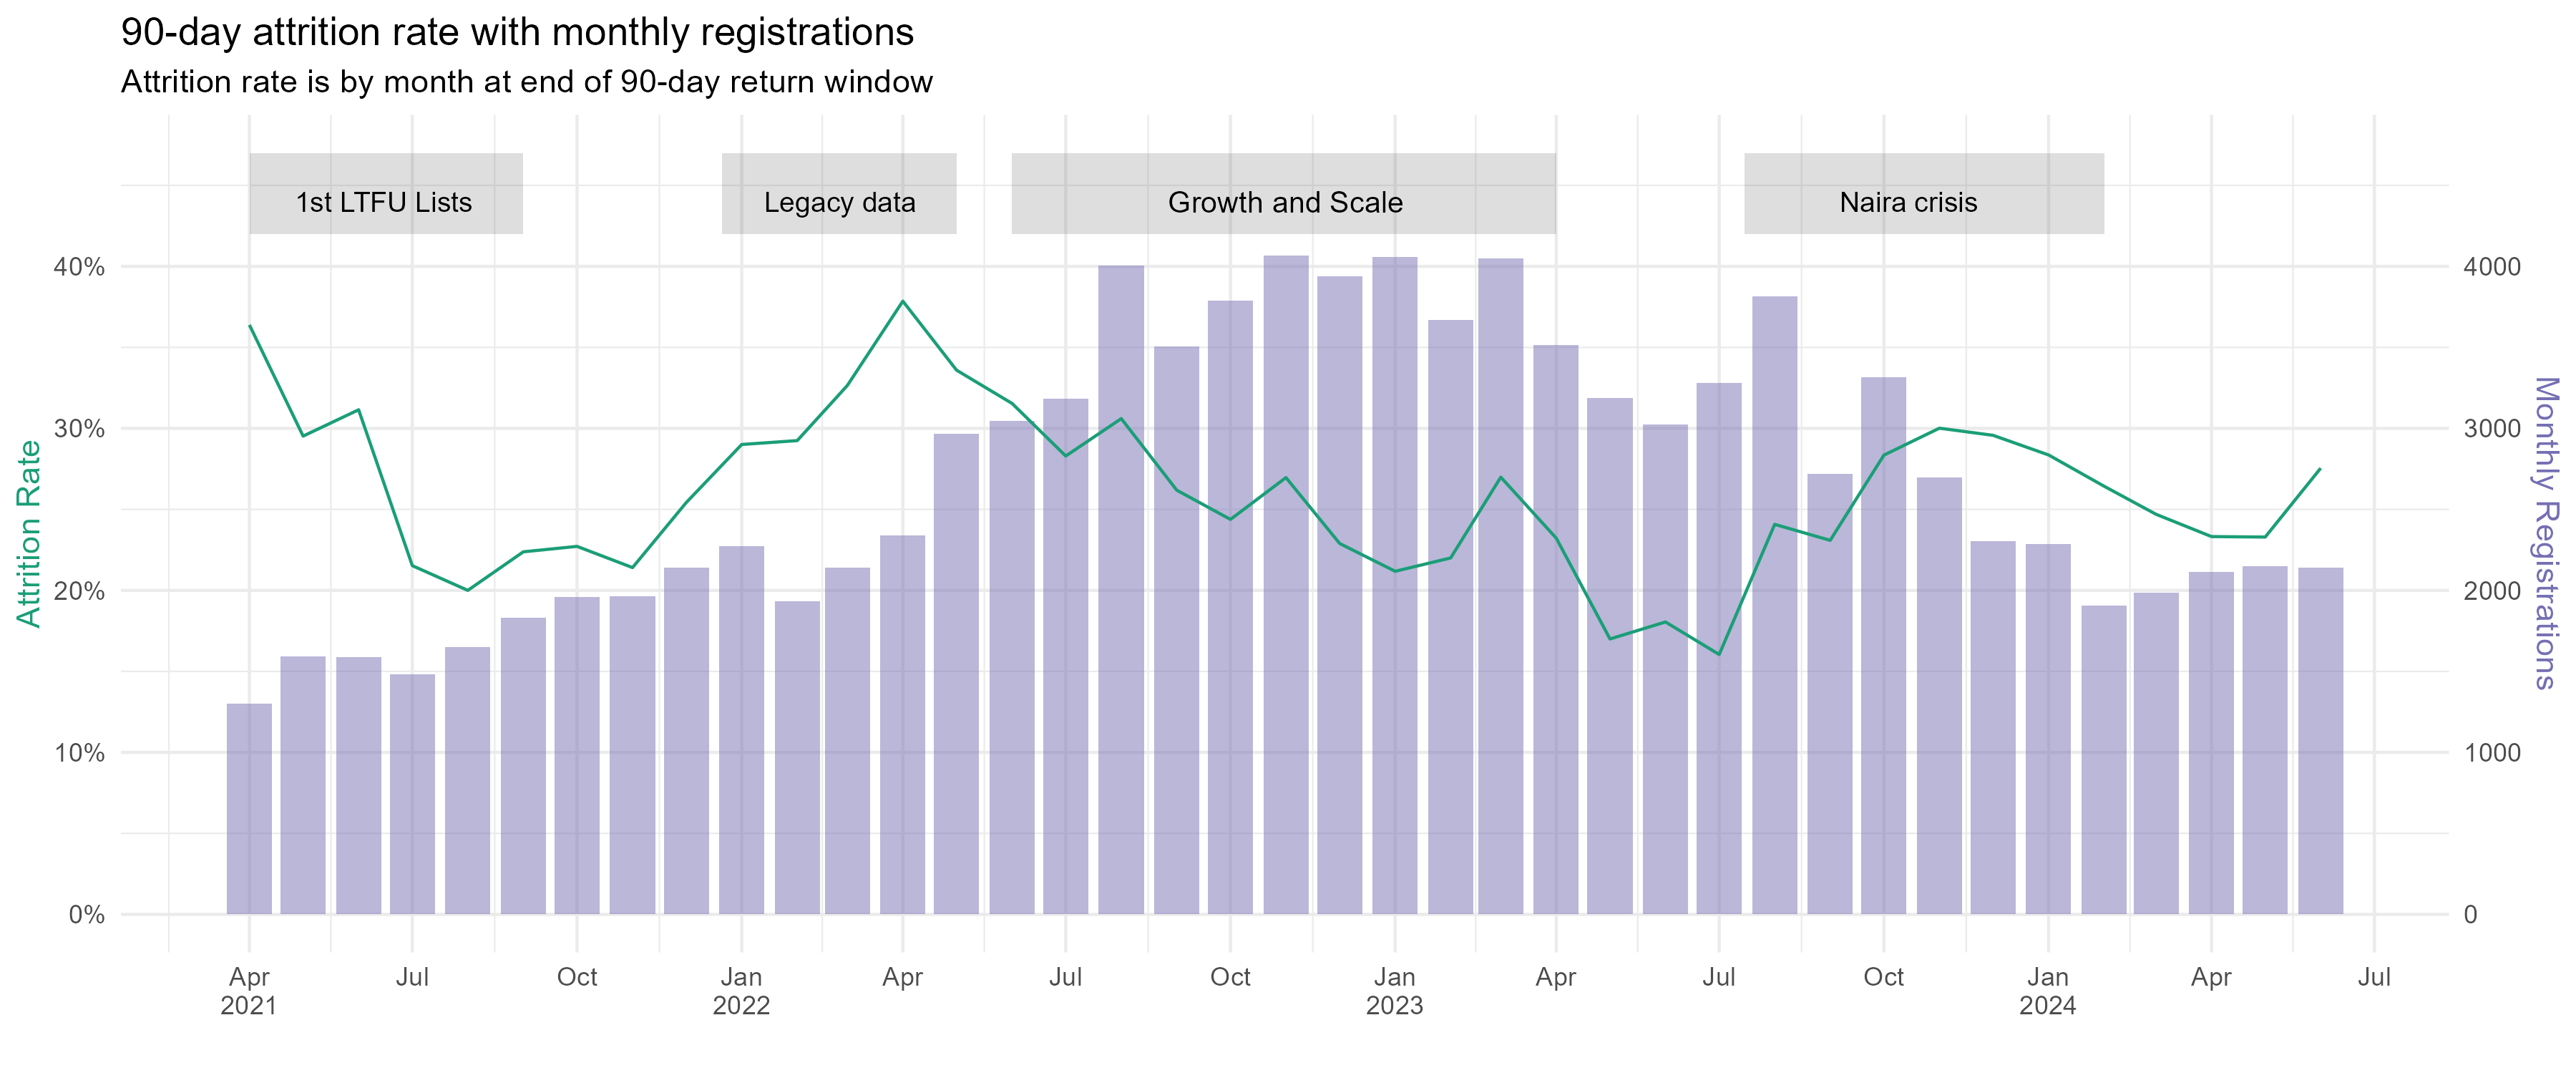 90-day attrition rate with monthly registrations
Attrition rate is by month at end of 90-day return window
1st LTFU Lists
Legacy data
Growth and Scale
Naira crisis
Attrition Rate
40%
30%
20%
10%
0%
4000
3000
2000
1000
0
Monthly Registrations
Apr
2021
Jul
Oct
Jan
2022
Apr
Jul
Oct
Jan
2023
Apr
Jul
Oct
Jan
2024
Apr
Jul